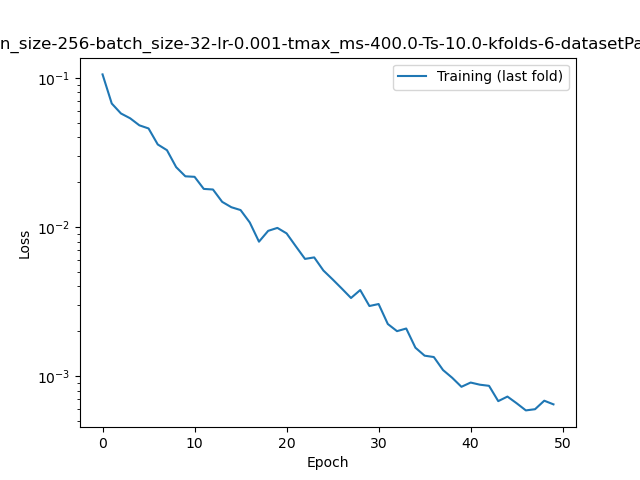 n_size-256-batch_size-32-lr-0.001-tmax_ms-400.0-Ts-10.0-kfolds-6-datasetPa
Training (last fold)
10⁻¹
10⁻²
10⁻³
Loss
0 10 20 30 40 50
Epoch